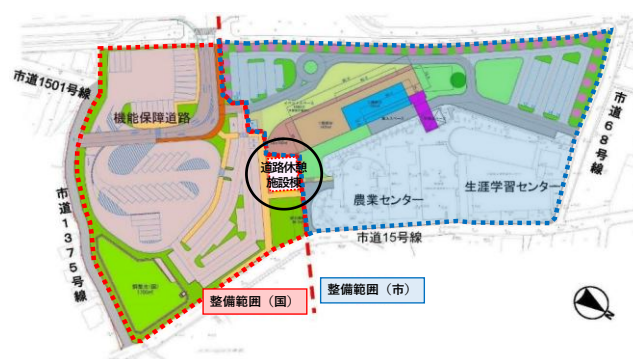 市道1501号線
機能保障道路
市道1375号線
道路休憩
施設棟
農業センター
生涯学習センター
市道68号線
市道15号線
整備範囲（国）
整備範囲（市）